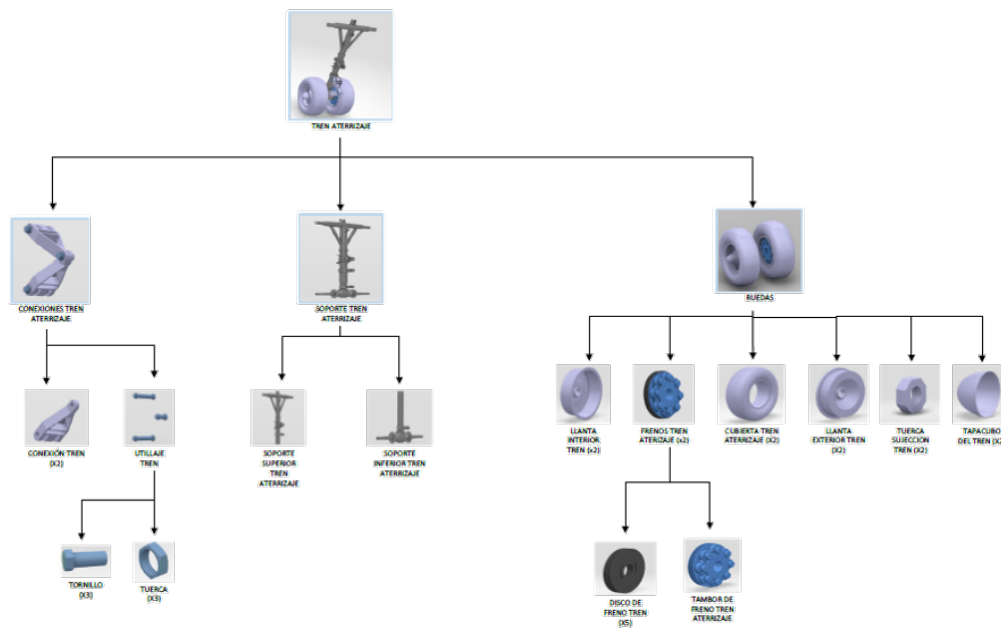 TREN ATERRIZAJE
CONEXIONES TREN
ATERRIZAJE
SOPORTE TREN
ATERRIZAJE
RUEDAS
CONEXIÓN TREN
(X2)
UTILLAJE
TREN
SOPORTE
SUPERIOR
TREN
ATERRIZAJE
SOPORTE
INFERIOR TREN
ATERRIZAJE
LLANTA
INTERIOR
TREN (x2)
FRENOS TREN
ATERIZAJE (x2)
CUBIERTA TREN
ATERRIZAJE (X2)
LLANTA
EXTERIOR TREN
(X2)
TUERCA
SUJECCION
TREN (X2)
TAPACUBO
DEL TREN (X2
TORNILLO
(X3)
TUERCA
(X3)
DISCO DE
FRENO TREN
(X5)
TAMBOR DE
FRENO TREN
ATERRIZAJE